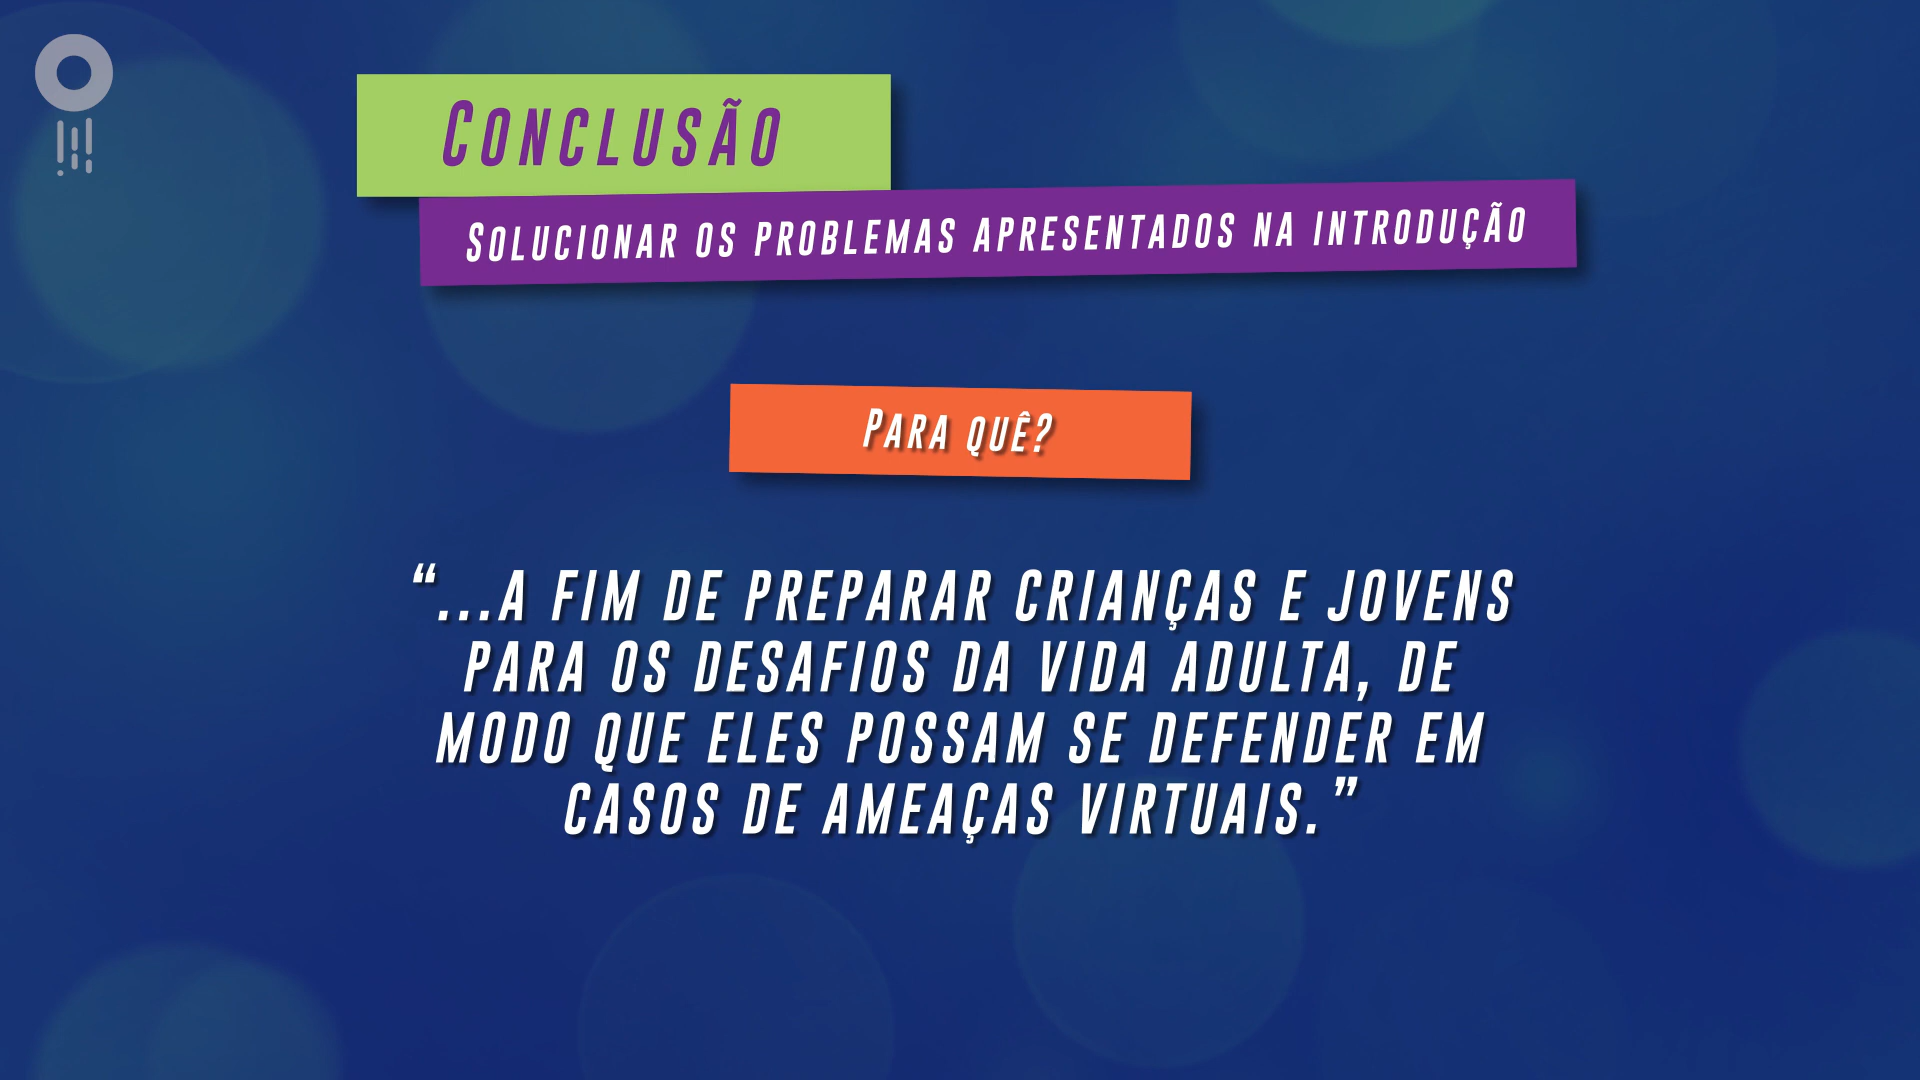 Conclusão
Solucionar os problemas apresentados na introdução
Para quê?
“...a fim de preparar crianças e jovens
para os desafios da vida adulta, de
modo que eles possam se defender em
casos de ameaças virtuais.”